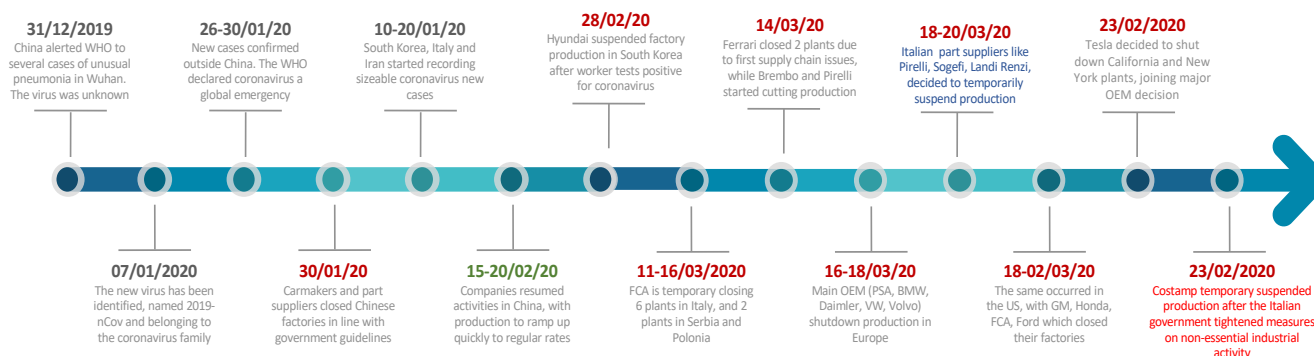 31/12/2019
China alerted WHO to
several cases of unusual
pneumonia in Wuhan.
The virus was unknown
26-30/01/20
New cases confirmed
outside China. The WHO
declared coronavirus a
global emergency
10-20/01/20
South Korea, Italy and
Iran started recording
sizeable coronavirus new
cases
28/02/20
Hyundai suspended factory
production in South Korea
after worker tests positive
for coronavirus
14/03/20
Ferrari closed 2 plants due
to first supply chain issues,
while Brembo and Pirelli
started cutting production
18-20/03/20
Italian part suppliers like
Pirelli, Sogefi, Landi Renzi,
decided to temporarily
suspend production
23/02/2020
Tesla decided to shut
down California and New
York plants, joining major
OEM decision
07/01/2020
The new virus has been
identified, named 2019-
nCov and belonging to
the coronavirus family
30/01/20
Carmakers and part
suppliers closed Chinese
factories in line with
government guidelines
15-20/02/20
Companies resumed
activities in China, with
production to ramp up
quickly to regular rates
11-16/03/2020
FCA is temporary closing
6 plants in Italy, and 2
plants in Serbia and
Polonia
16-18/03/20
Main OEM (PSA, BMW,
Daimler, VW, Volvo)
shutdown production in
Europe
18-02/03/20
The same occurred in
the US, with GM, Honda,
FCA, Ford which closed
their factories
23/02/2020
Costamp temporary suspended
production after the Italian
government tightened measures
on non-essential industrial
activity